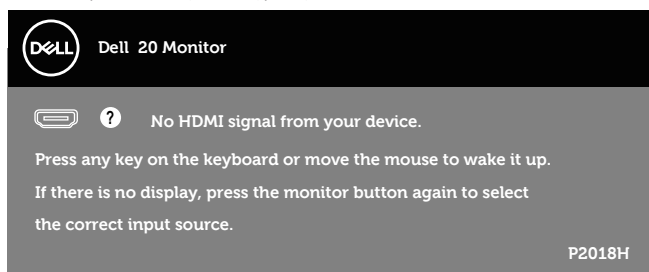 DELL Dell 20 Monitor
? No HDMI signal from your device.
Press any key on the keyboard or move the mouse to wake it up.
If there is no display, press the monitor button again to select
the correct input source.
P2018H